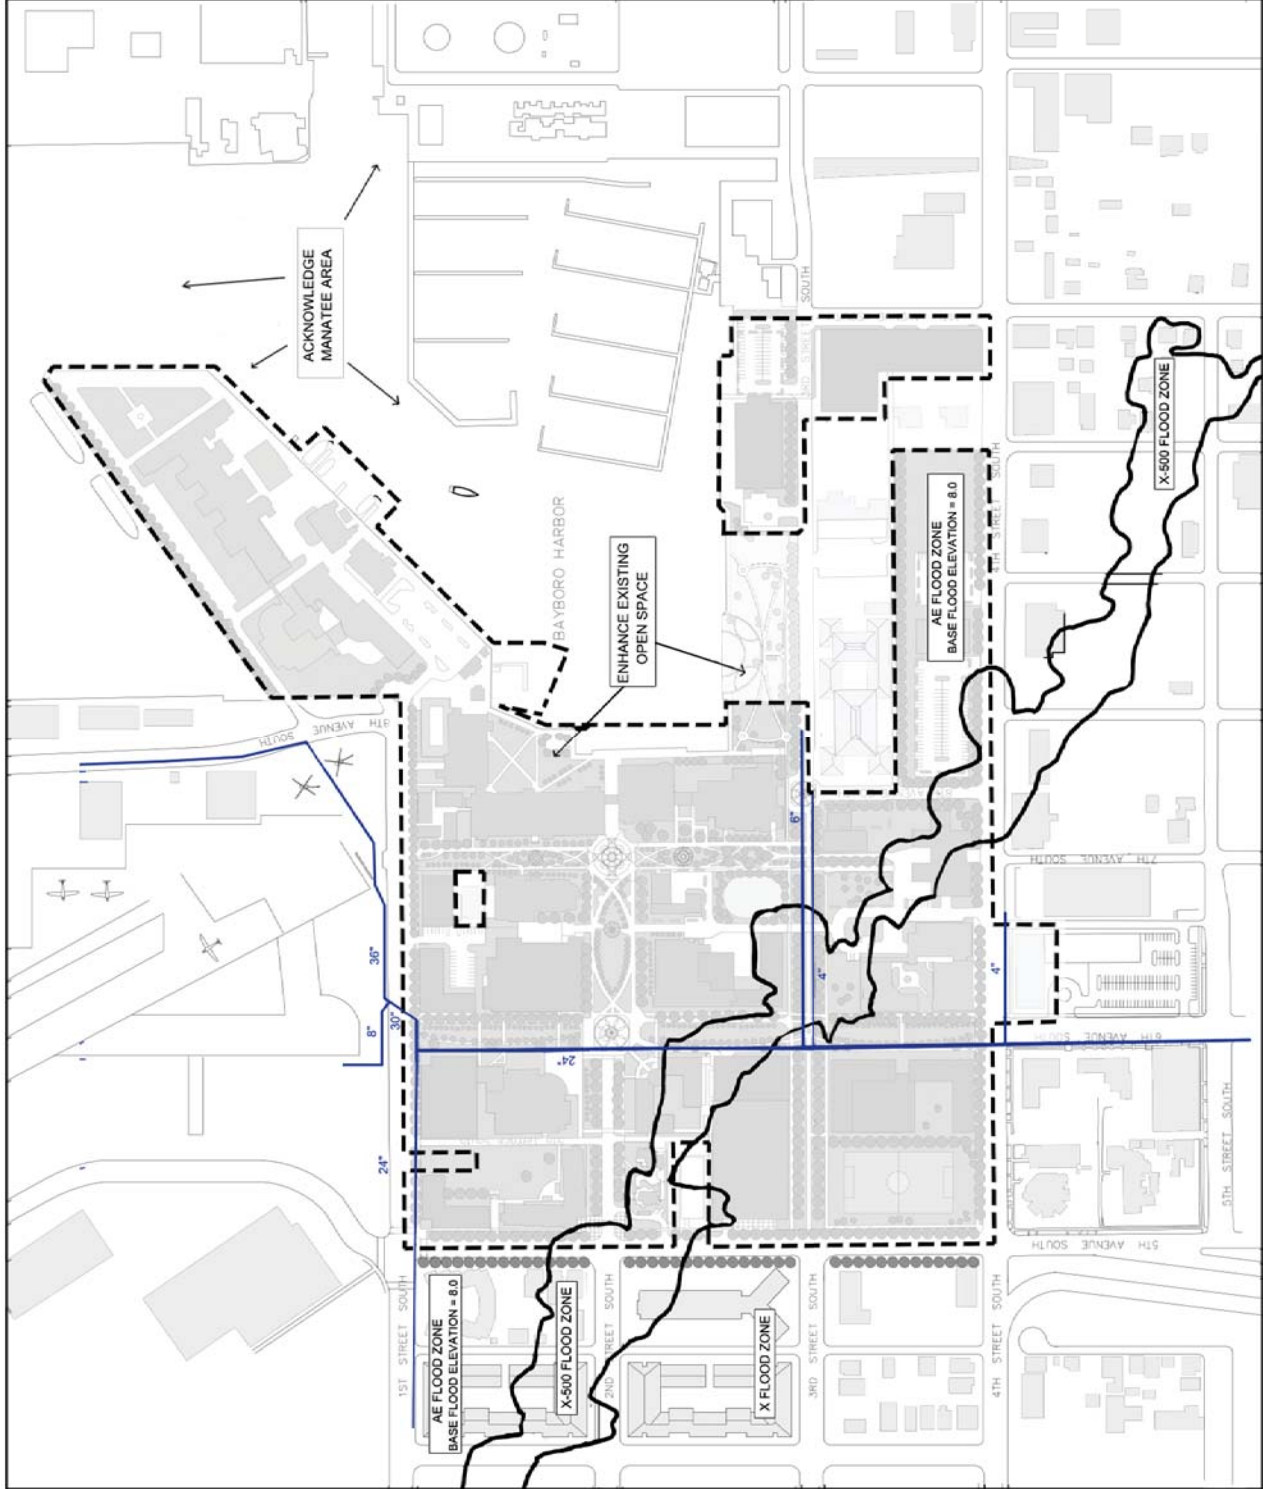 ACKNOWLEDGE
MANATEE AREA
BAYBORO HARBOR
ENHANCE EXISTING
OPEN SPACE
3RD STREET SOUTH
4TH STREET SOUTH
AE FLOOD ZONE
BASE FLOOD ELEVATION = 8.0
X-500 FLOOD ZONE
8TH AVENUE SOUTH
7TH AVENUE SOUTH
6"
36"
8"
30"
24"
4"
4"
24"
6TH AVENUE SOUTH
5TH STREET SOUTH
5TH AVENUE SOUTH
1ST STREET SOUTH
AE FLOOD ZONE
BASE FLOOD ELEVATION = 8.0
X-500 FLOOD ZONE
2ND STREET SOUTH
X FLOOD ZONE
3RD STREET SOUTH
4TH STREET SOUTH